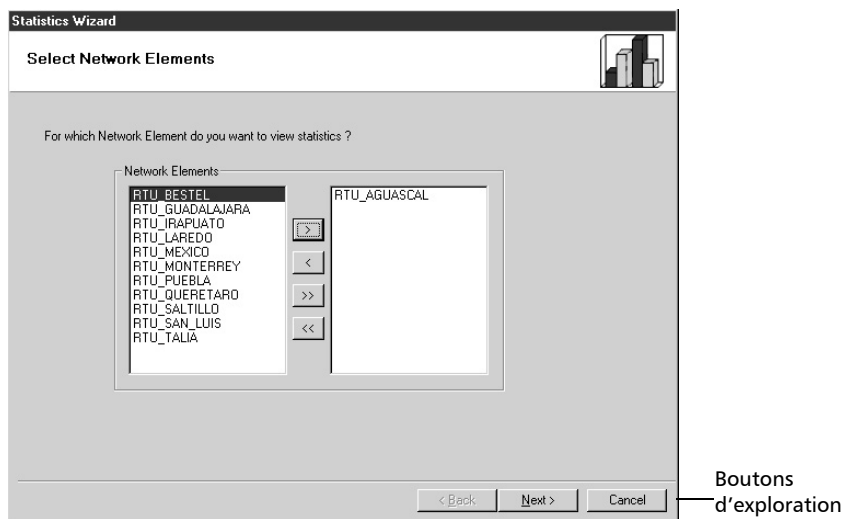 Statistics Wizard
Select Network Elements
For which Network Element do you want to view statistics ?
Network Elements
RTU_BESTEL
RTU_GUADALAJARA
RTU_IRAPUATO
RTU_LAREDO
RTU_MEXICO
RTU_MONTERREY
RTU_PUEBLA
RTU_QUERETARO
RTU_SALTILLO
RTU_SAN_LUIS
RTU_TALIA
>
<
>>
<<
RTU_AGUASCAL
< Back
Next >
Cancel
Boutons
d’exploration